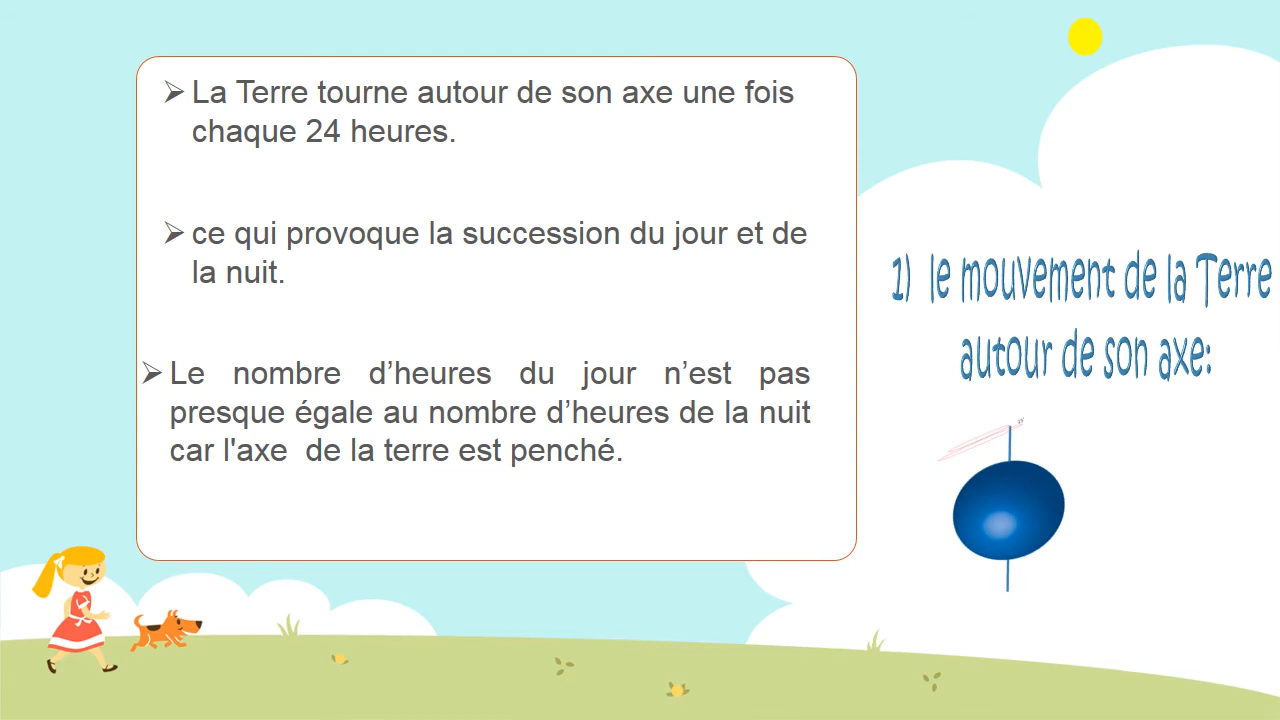 ➢ La Terre tourne autour de son axe une fois
chaque 24 heures.
➢ ce qui provoque la succession du jour et de
la nuit.
➢ Le nombre d’heures du jour n’est pas
presque égale au nombre d’heures de la nuit
car l'axe  de la terre est penché.
1)  le mouvement de la Terre
autour de son axe: